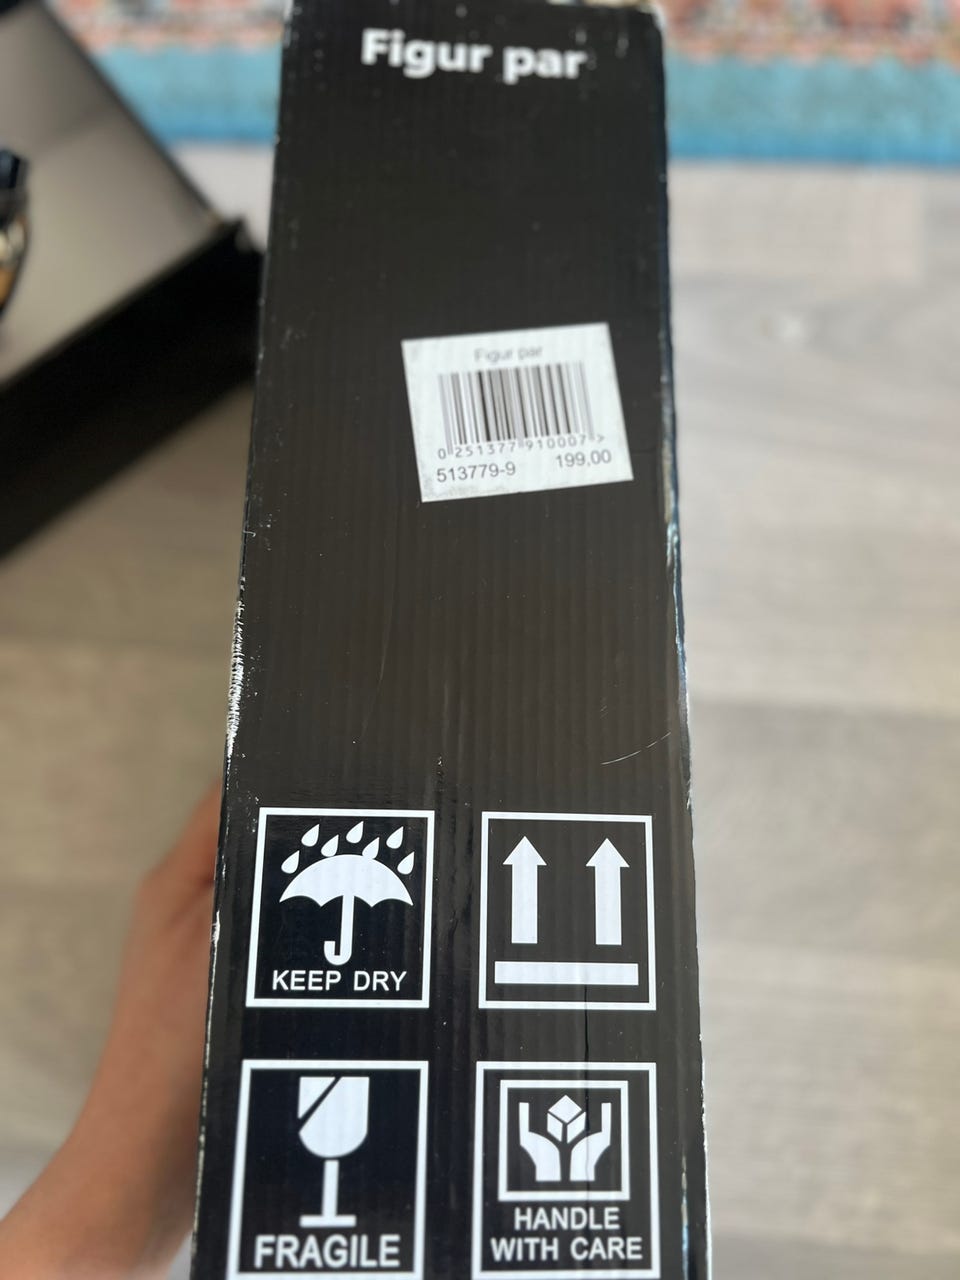 Figur par
Figur par
0 251377 910007 >
513779-9 199,00
KEEP DRY
FRAGILE
HANDLE
WITH CARE